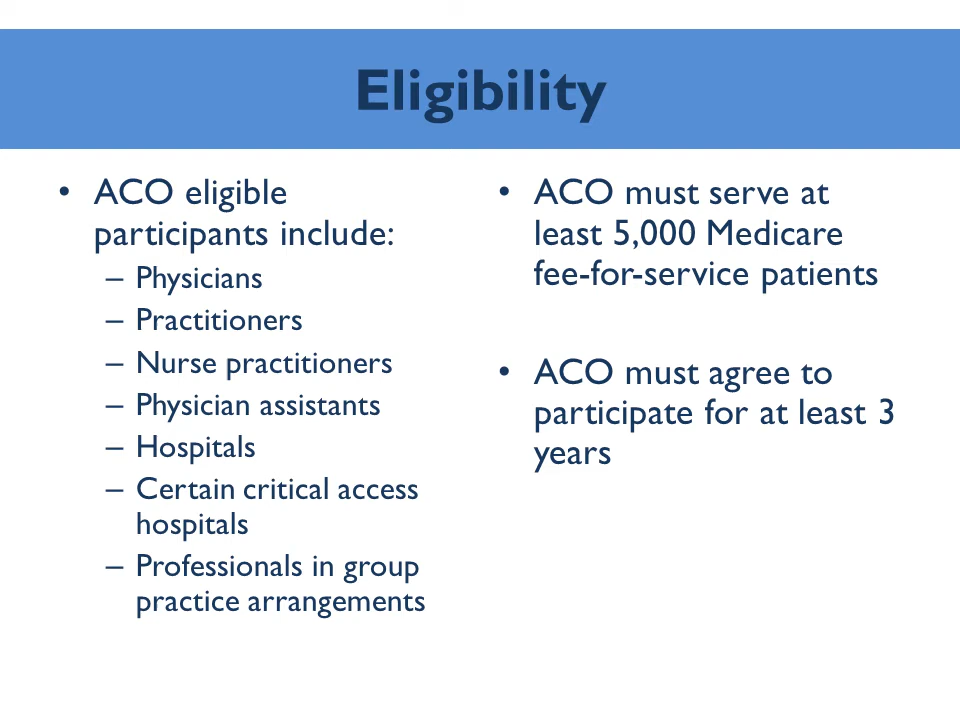 Eligibility
• ACO eligible
participants include:
– Physicians
– Practitioners
– Nurse practitioners
– Physician assistants
– Hospitals
– Certain critical access
hospitals
– Professionals in group
practice arrangements
• ACO must serve at
least 5,000 Medicare
fee-for-service patients
• ACO must agree to
participate for at least 3
years